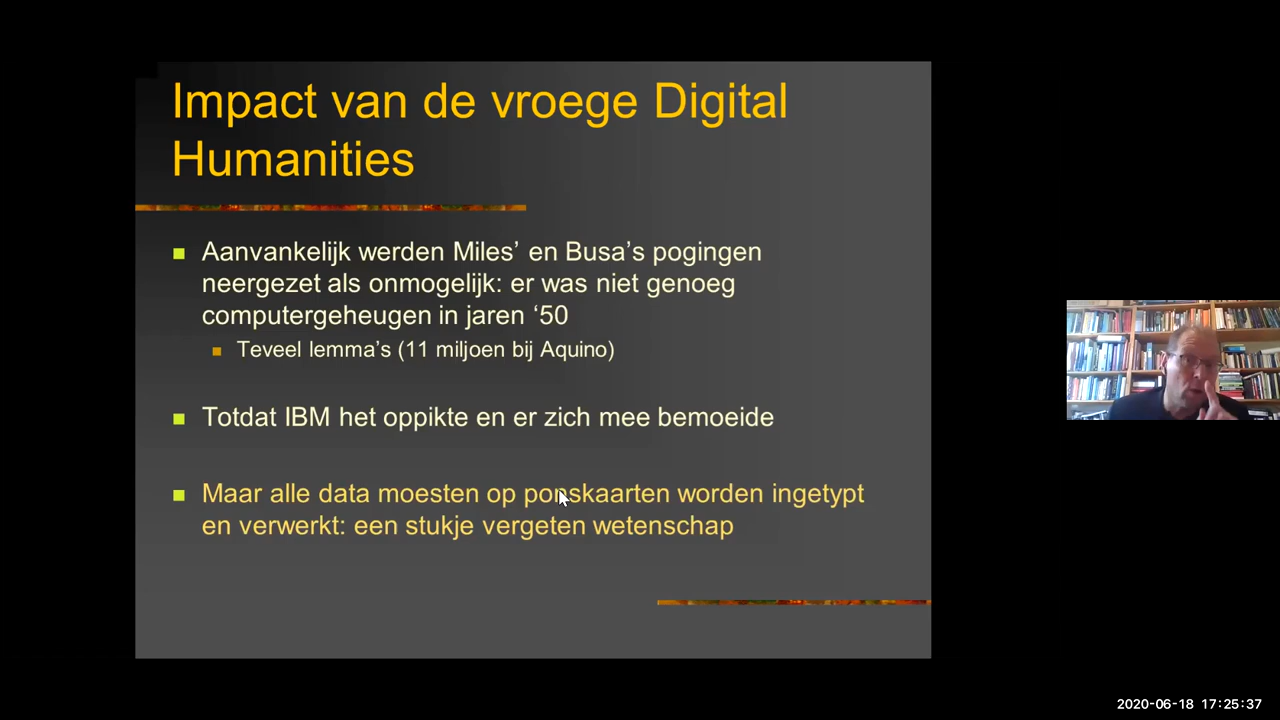 Impact van de vroege Digital
Humanities
Aanvankelijk werden Miles’ en Busa’s pogingen
neergezet als onmogelijk: er was niet genoeg
computergeheugen in jaren ‘50
Teveel lemma’s (11 miljoen bij Aquino)
Totdat IBM het oppikte en er zich mee bemoeide
Maar alle data moesten op ponskaarten worden ingetypt
en verwerkt: een stukje vergeten wetenschap
2020-06-18 17:25:37